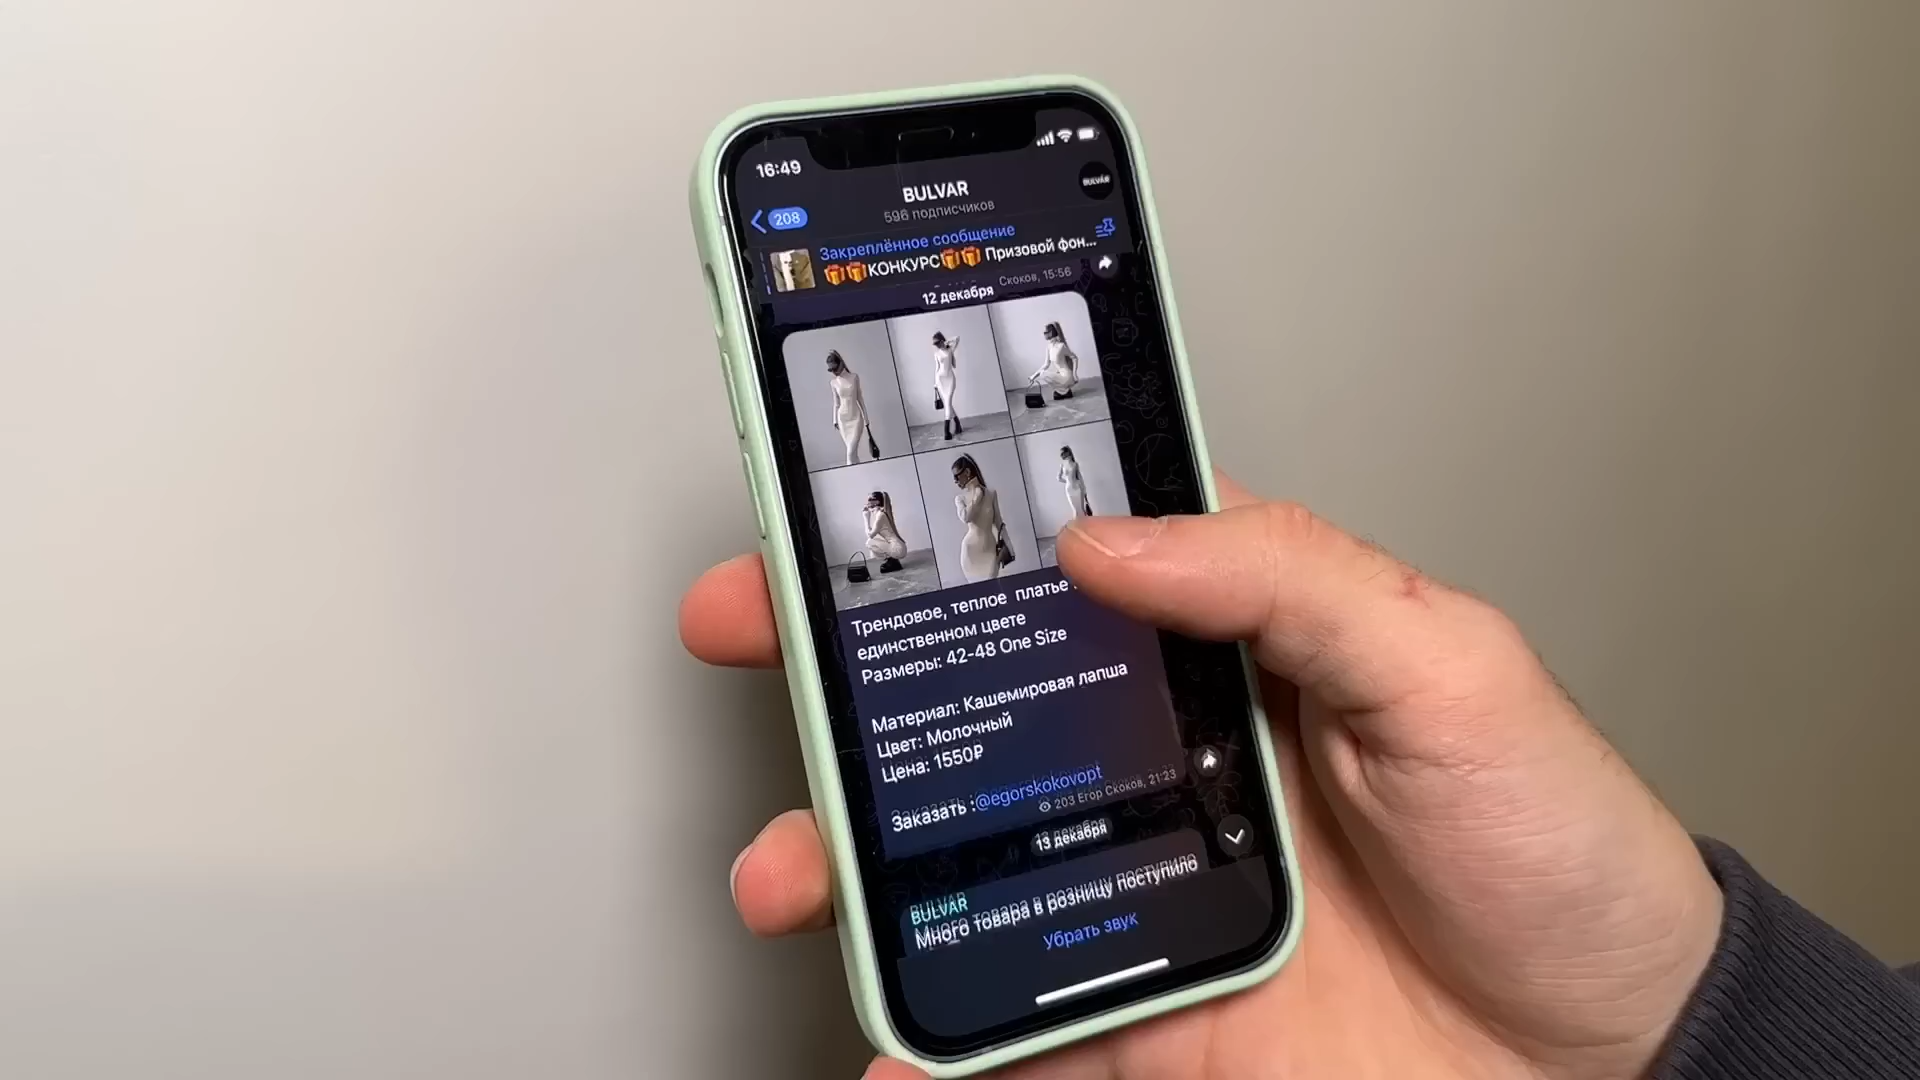 16:49
BULVAR
596 подписчиков
208
BULVAR
Закреплённое сообщение
КОНКУРС Призовой фон...
Скоков, 15:56
12 декабря
Трендовое, теплое платье
единственном цвете
Размеры: 42-48 One Size
Материал: Кашемировая лапша
Цвет: Молочный
Цена: 1550₽
Заказать :@egorskokovopt
203 Егор Скоков, 21:23
13 декабря
BULVAR
Много товара в розницу поступило
Убрать звук